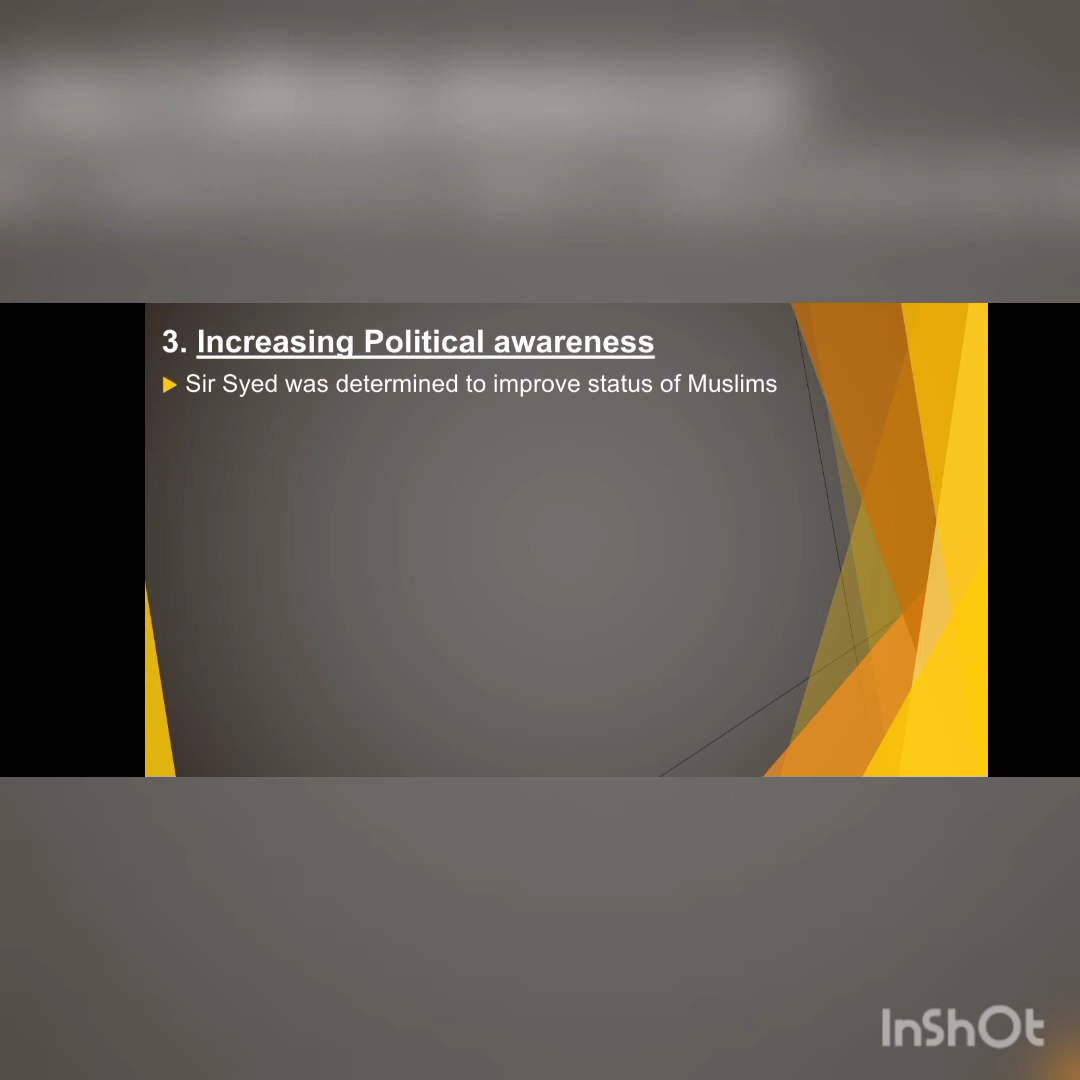 3. Increasing Political awareness
Sir Syed was determined to improve status of Muslims
InShOt